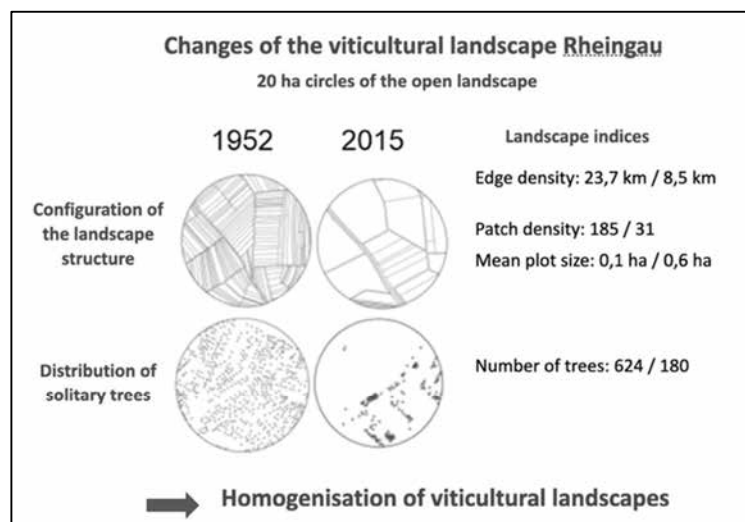 Changes of the viticultural landscape Rheingau
20 ha circles of the open landscape
1952
2015
Landscape indices
Configuration of
the landscape
structure
Edge density: 23,7 km / 8,5 km
Patch density: 185 / 31
Mean plot size: 0,1 ha / 0,6 ha
Distribution of
solitary trees
Number of trees: 624 / 180
Homogenisation of viticultural landscapes